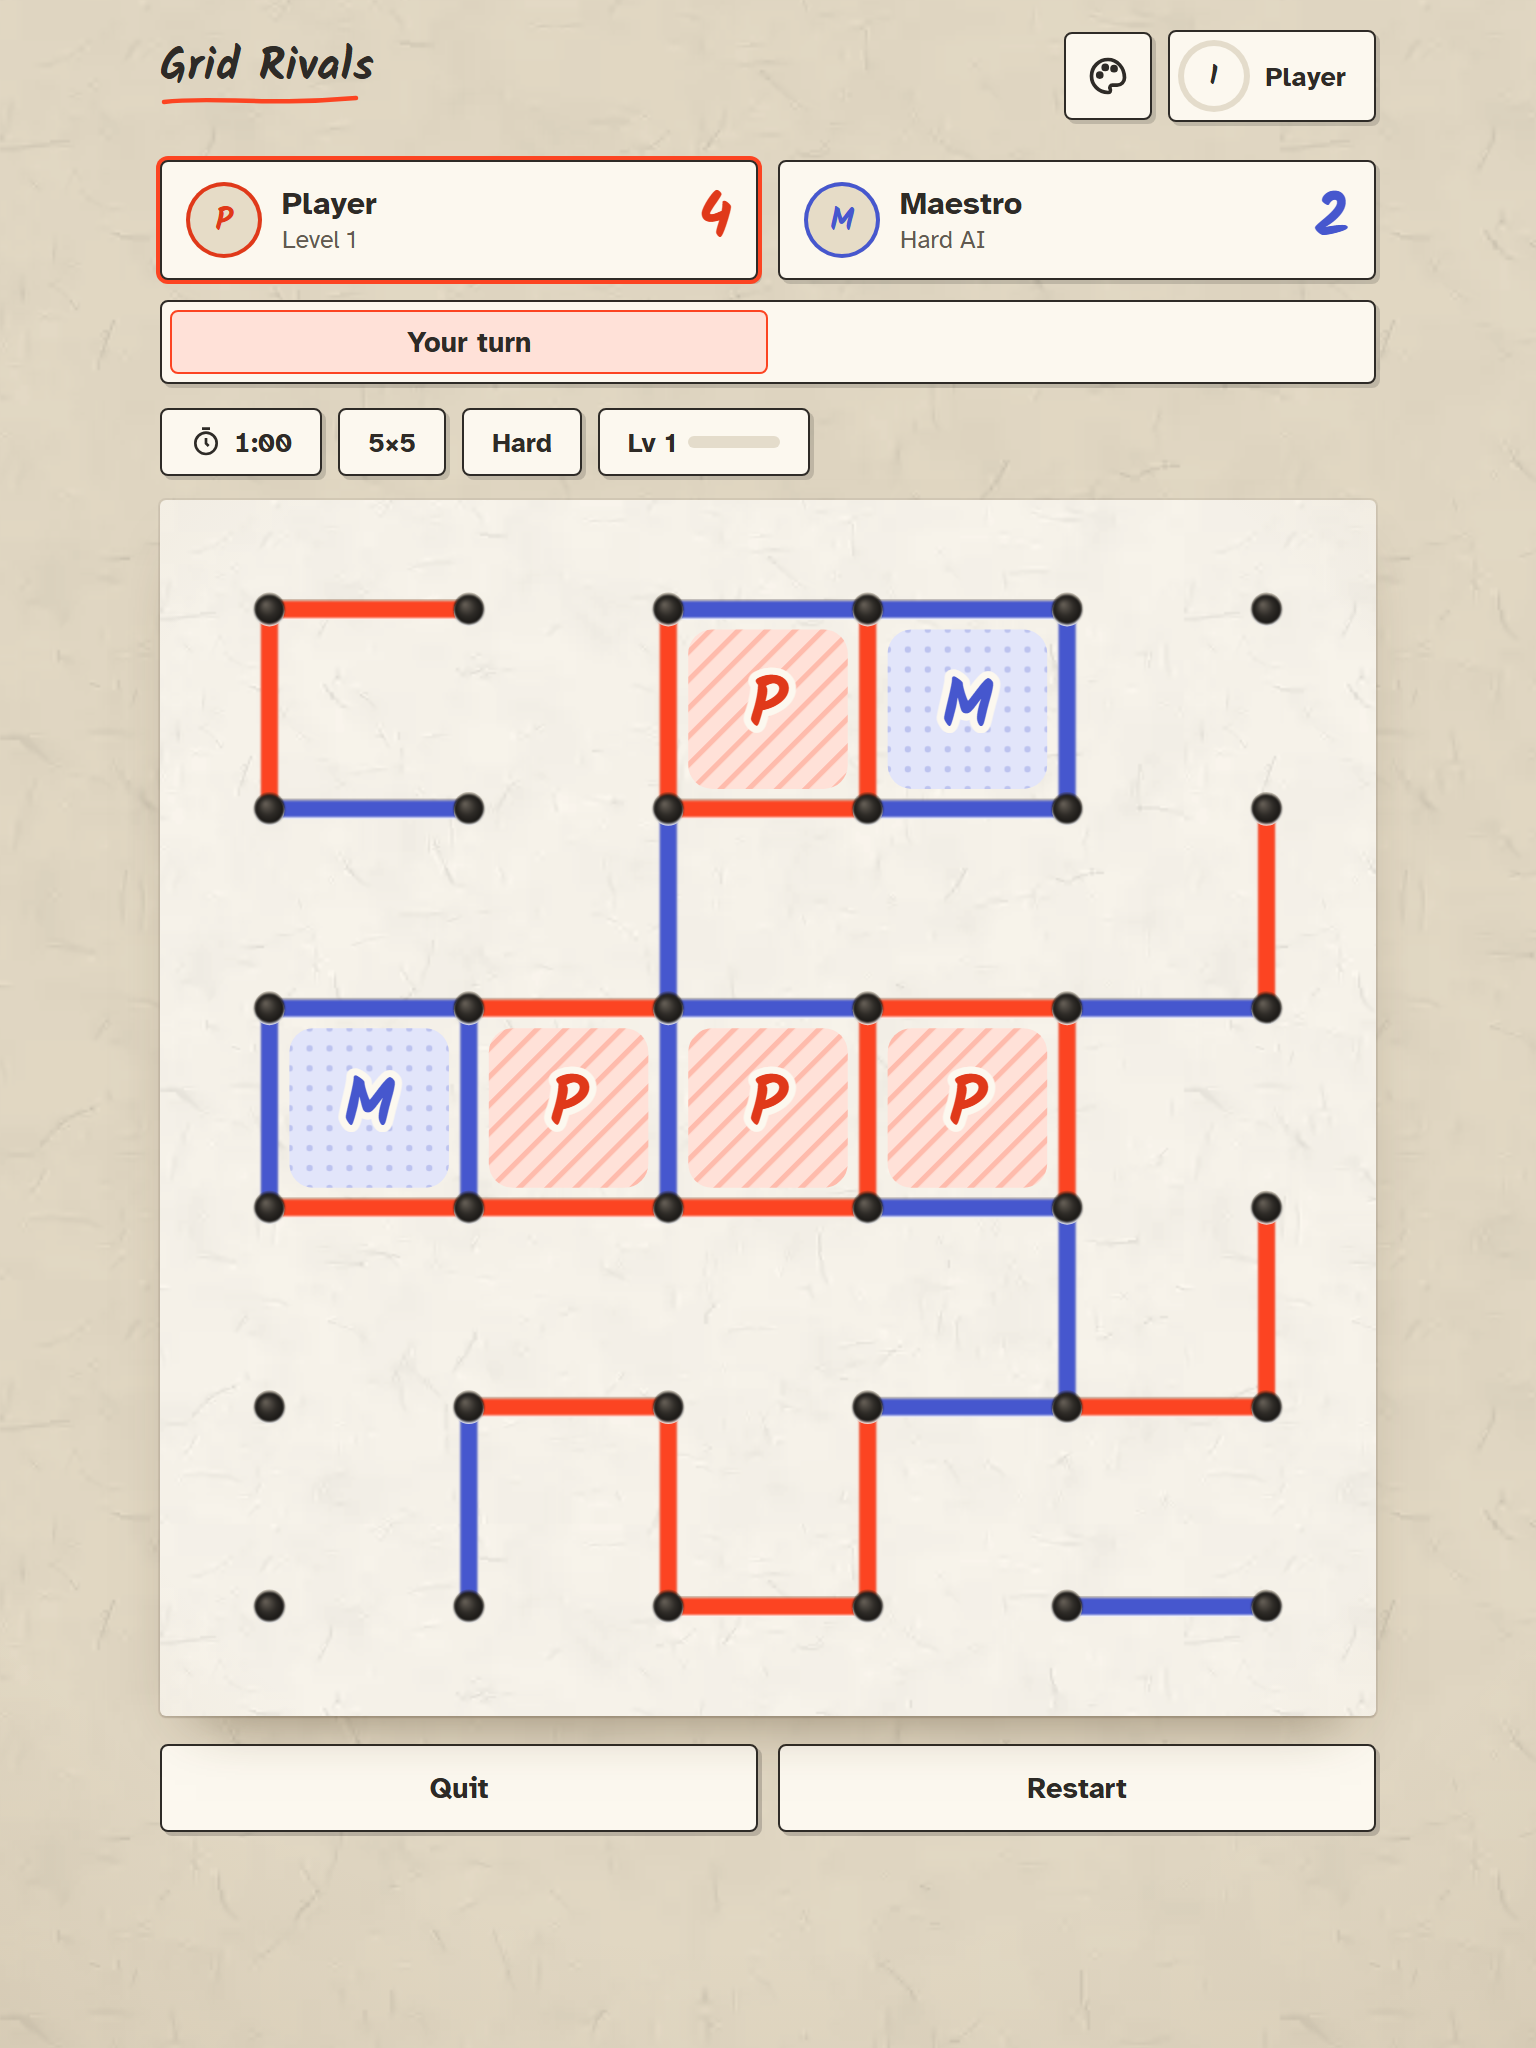 Grid Rivals
1 Player
P Player 4
Level 1
M Maestro 2
Hard AI
Your turn
1:00 5×5 Hard Lv 1
P M
M P P P
Quit Restart